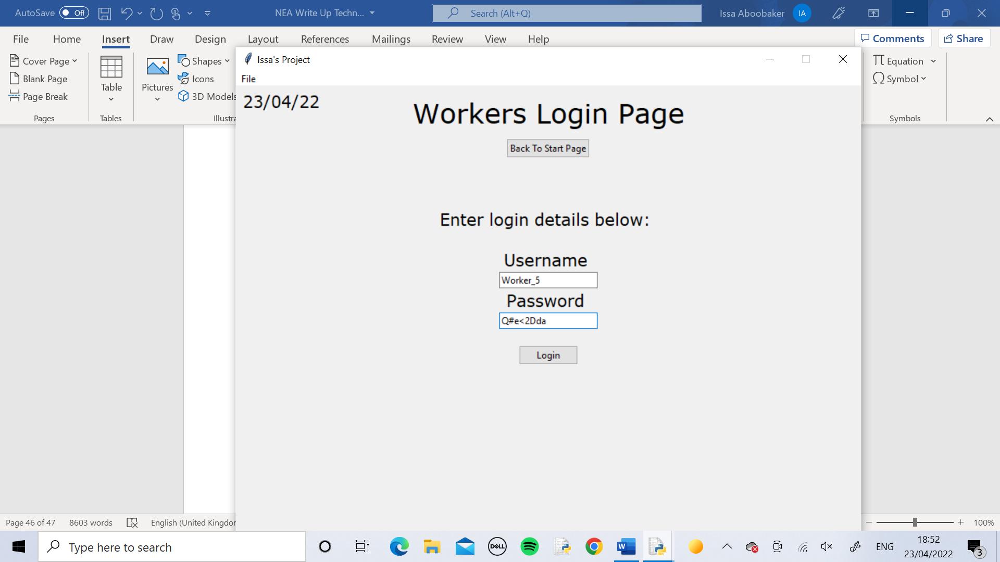 AutoSave Off NEA Write Up Techn... Search (Alt+Q) Issa Aboobaker IA
File Home Insert Draw Design Layout References Mailings Review View Help Comments Share
Cover Page
Blank Page
Page Break
Pages
Table
Tables
Pictures
Shapes
Icons
3D Models
Illustra
Equation
Symbol
Symbols
Issa's Project
File
23/04/22
Workers Login Page
Back To Start Page
Enter login details below:
Username
Worker_5
Password
Q#e<2Dda
Login
Page 46 of 47 8603 words English (United Kingdor 100%
Type here to search
DELL
W
ENG
18:52
23/04/2022
3